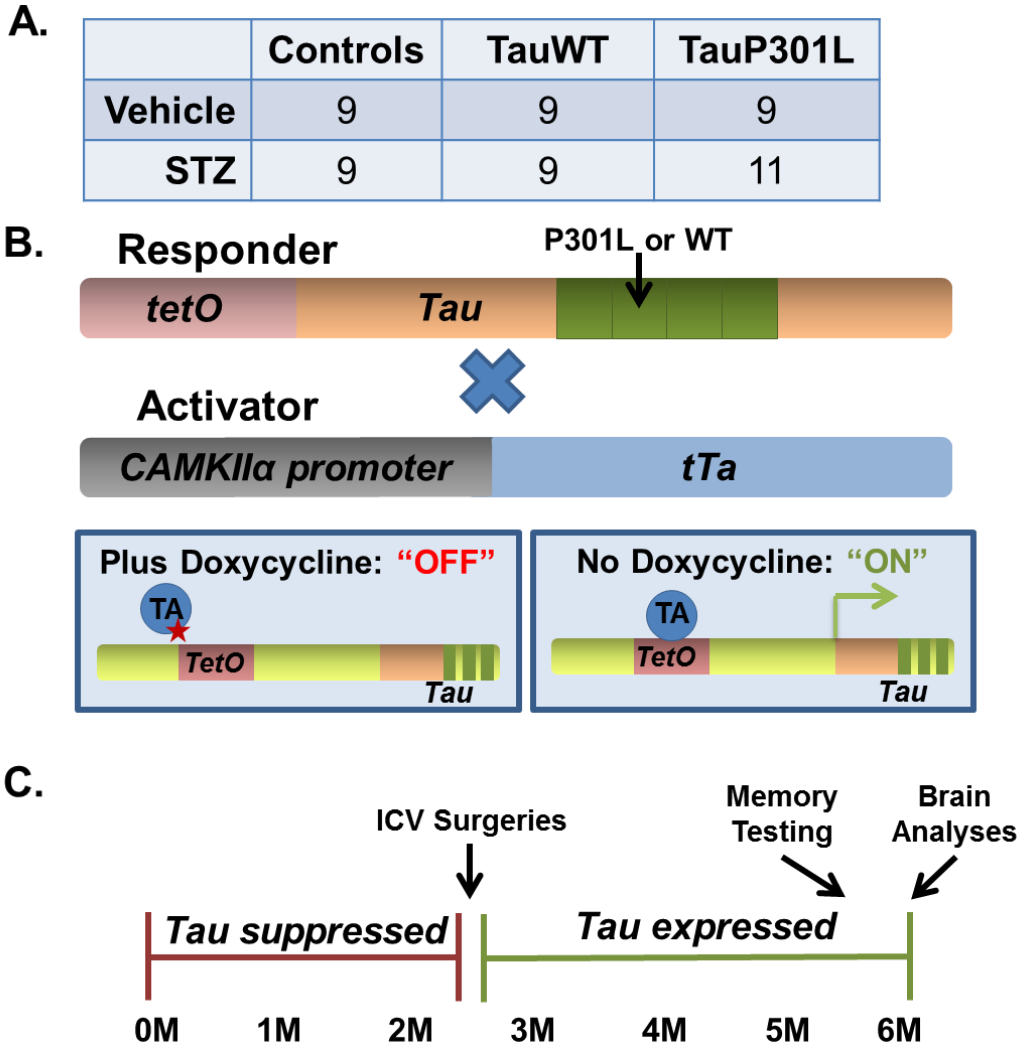 A.
Controls TauWT TauP301L
Vehicle 9 9 9
STZ 9 9 11
B.
Responder
P301L or WT
tetO Tau
Activator
CAMKIIα promoter tTa
Plus Doxycycline: “OFF”
TA
TetO
Tau
No Doxycycline: “ON”
TA
TetO
Tau
C.
ICV Surgeries
Memory
Testing
Brain
Analyses
Tau suppressed
Tau expressed
0M 1M 2M 3M 4M 5M 6M